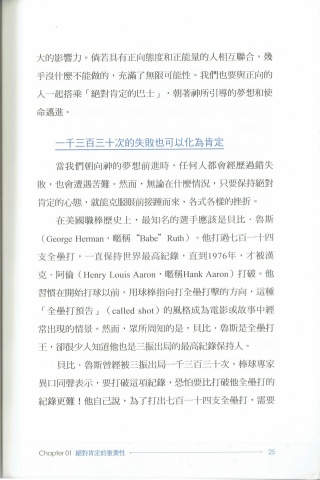 大的影響力。倘若具有正向態度和正能量的人相互聯合，幾
乎沒什麼不能做的，充滿了無限可能性。我們也要與正向的
人一起搭乘「絕對肯定的巴士」，朝著神所引導的夢想和使
命邁進。
一千三百三十次的失敗也可以化為肯定
當我們朝向神的夢想前進時，任何人都會經歷過錯失
敗，也會遭遇苦難。然而，無論在什麼情況，只要保持絕對
肯定的心態，就能克服眼前接踵而來、各式各樣的挫折。
在美國職棒歷史上，最知名的選手應該是貝比．魯斯
（George Herman，暱稱“Babe” Ruth）。他打過七百一十四
支全壘打，一直保持世界最高紀錄，直到1976年，才被漢
克．阿倫（Henry Louis Aaron，暱稱Hank Aaron）打破。他
習慣在開始打球以前，用球棒指向打全壘打擊的方向，這種
「全壘打預告」（called shot）的風格成為電影或故事中經
常出現的情景。然而，眾所周知的是，貝比．魯斯是全壘打
王，卻很少人知道他也是三振出局的最高紀錄保持人。
貝比．魯斯曾經被三振出局一千三百三十次，棒球專家
異口同聲表示，要打破這項紀錄，恐怕要比打破他全壘打的
紀錄更難！他自己說，為了打出七百一十四支全壘打，需要
Chapter 01 絕對肯定的重要性 25